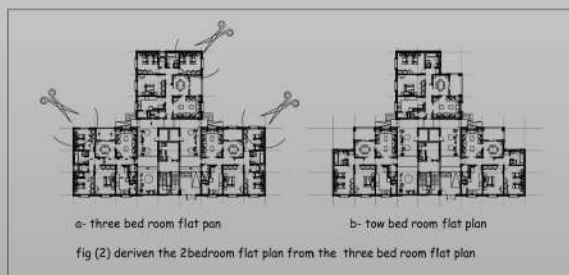 a- three bed room flat pan
b- tow bed room flat plan
fig (2) deriven the 2bedroom flat plan from the three bed room flat plan